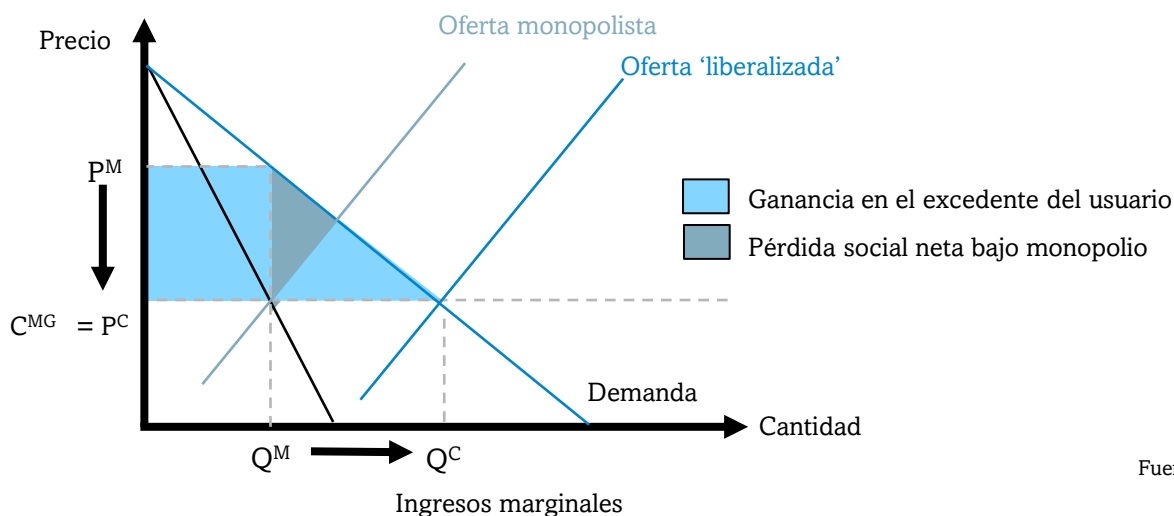 Oferta monopolista
Precio
Oferta ‘liberalizada’
P^M
Ganancia en el excedente del usuario
Pérdida social neta bajo monopolio
C^MG = P^C
Demanda
Cantidad
Q^M
Q^C
Fuer
Ingresos marginales